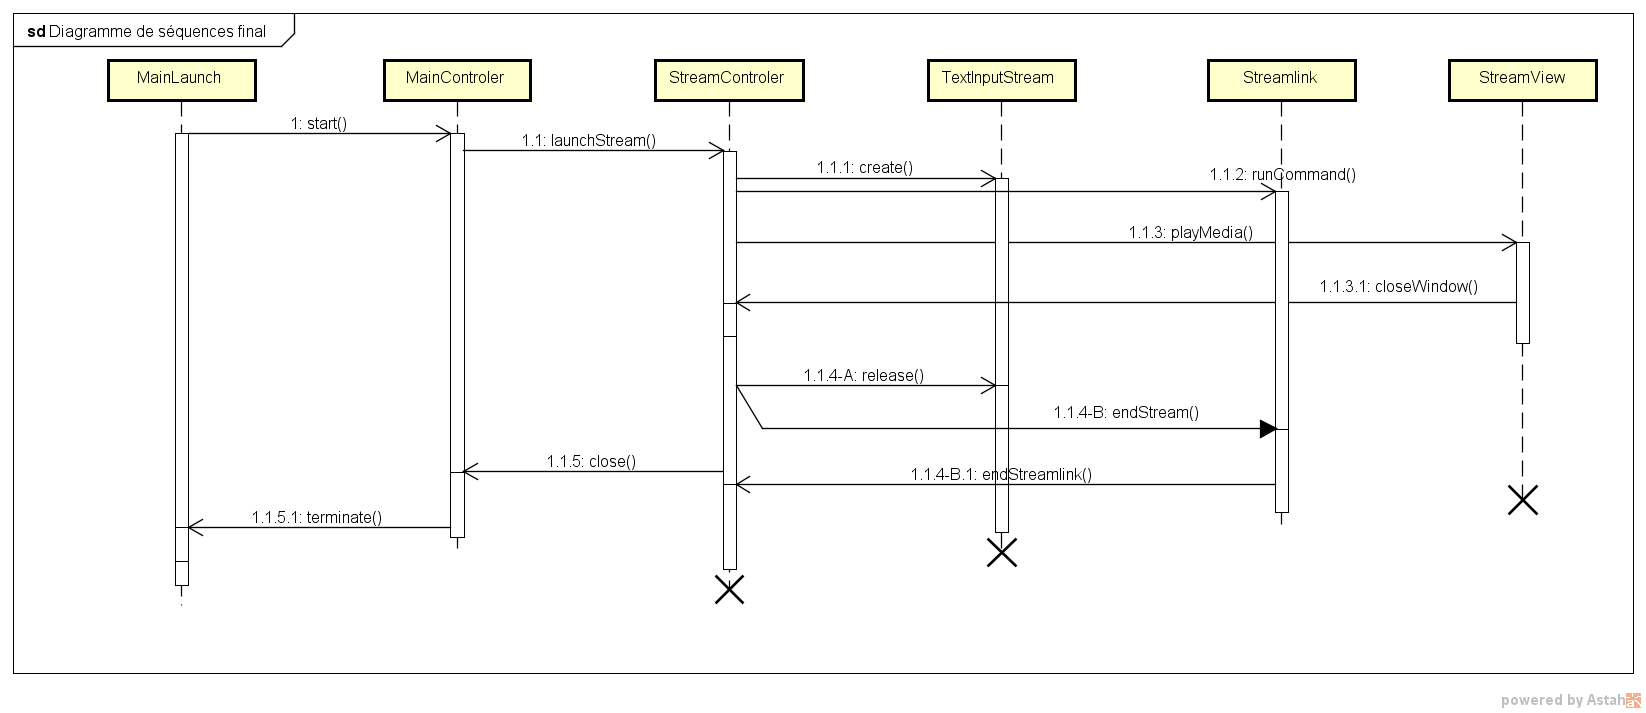 sd Diagramme de séquences final
MainLaunch
MainControler
StreamControler
TextInputStream
Streamlink
StreamView
1: start()
1.1: launchStream()
1.1.1: create()
1.1.2: runCommand()
1.1.3: playMedia()
1.1.3.1: closeWindow()
1.1.4-A: release()
1.1.4-B: endStream()
1.1.5: close()
1.1.4-B.1: endStreamlink()
1.1.5.1: terminate()
powered by Astah